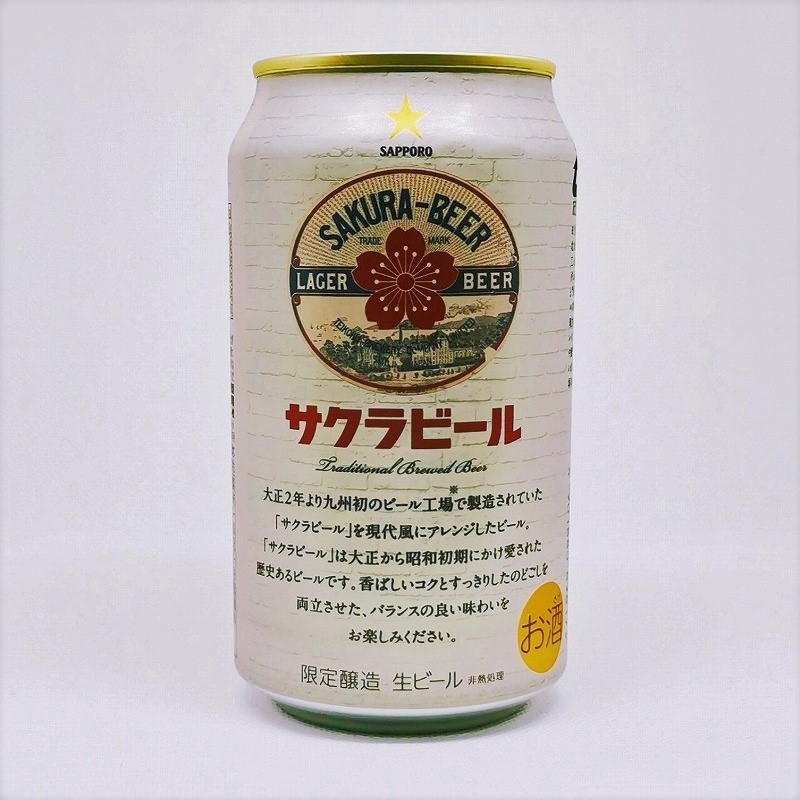 SAPPORO
SAKURA-BEER
TRADE MARK
LAGER BEER
サクラビール
Traditional Brewed Beer
※
大正2年より九州初のビール工場で製造されていた
「サクラビール」を現代風にアレンジしたビール。
「サクラビール」は大正から昭和初期にかけ愛された
歴史あるビールです。香ばしいコクとすっきりしたのどごしを
両立させた、バランスの良い味わいを
お楽しみください。
お酒
限定醸造 生ビール 非熱処理